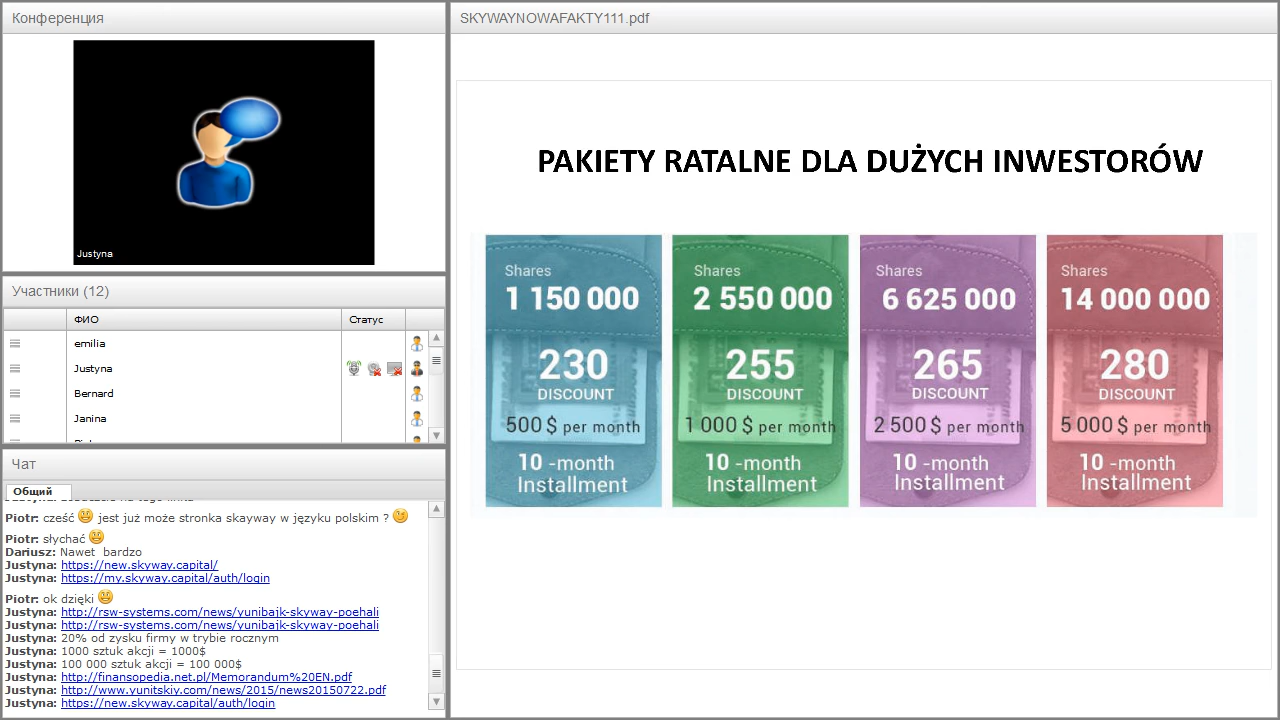 Конференция
Justyna
Участники (12)
ФИО
Статус
emilia
Justyna
Bernard
Janina
Чат
Общий
Piotr: cześć jest już może stronka skayway w języku polskim ?
Piotr: słychać
Dariusz: Nawet bardzo
Justyna: https://new.skyway.capital/
Justyna: https://my.skyway.capital/auth/login
Piotr: ok dzięki
Justyna: http://rsw-systems.com/news/yunibajk-skyway-poehali
Justyna: http://rsw-systems.com/news/yunibajk-skyway-poehali
Justyna: 20% od zysku firmy w trybie rocznym
Justyna: 1000 sztuk akcji = 1000$
Justyna: 100 000 sztuk akcji = 100 000$
Justyna: http://finansopedia.net.pl/Memorandum%20EN.pdf
Justyna: http://www.yunitskiy.com/news/2015/news20150722.pdf
Justyna: https://new.skyway.capital/auth/login
SKYWAYNOWAFAKTY111.pdf
PAKIETY RATALNE DLA DUŻYCH INWESTORÓW
Shares
1 150 000
230
DISCOUNT
500 $ per month
10 -month
Installment
Shares
2 550 000
255
DISCOUNT
1 000 $ per month
10 -month
Installment
Shares
6 625 000
265
DISCOUNT
2 500 $ per month
10 -month
Installment
Shares
14 000 000
280
DISCOUNT
5 000 $ per month
10 -month
Installment